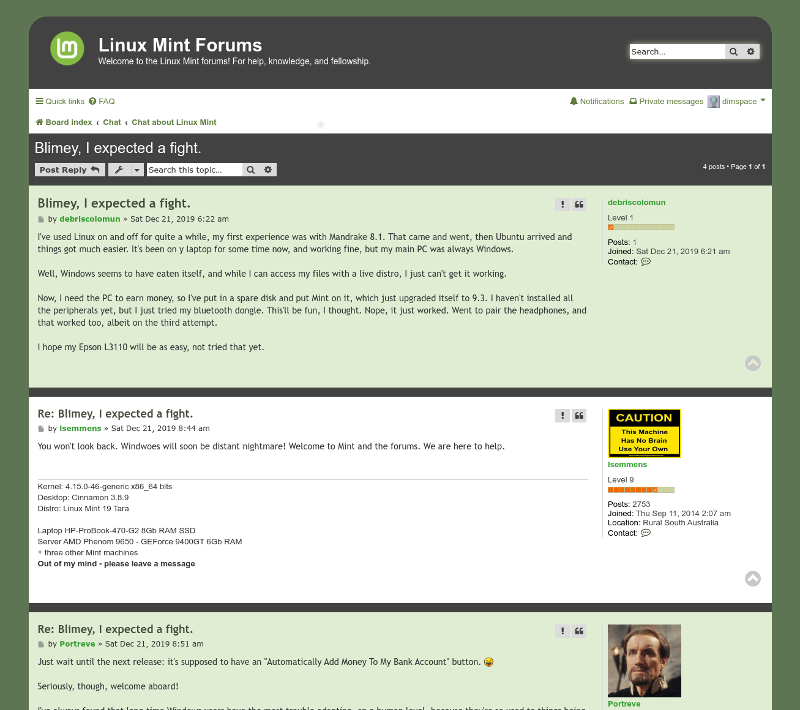 Linux Mint Forums
Welcome to the Linux Mint forums! For help, knowledge, and fellowship.
Search...
Quick links FAQ
Notifications Private messages dimspace
Board index ‹ Chat ‹ Chat about Linux Mint
Blimey, I expected a fight.
Post Reply
Search this topic...
4 posts • Page 1 of 1
Blimey, I expected a fight.
by debriscolomun » Sat Dec 21, 2019 6:22 am
I've used Linux on and off for quite a while, my first experience was with Mandrake 8.1. That came and went, then Ubuntu arrived and
things got much easier. It's been on y laptop for some time now, and working fine, but my main PC was always Windows.
Well, Windows seems to have eaten itself, and while I can access my files with a live distro, I just can't get it working.
Now, I need the PC to earn money, so I've put in a spare disk and put Mint on it, which just upgraded itself to 9.3. I haven't installed all
the peripherals yet, but I just tried my bluetooth dongle. This'll be fun, I thought. Nope, it just worked. Went to pair the headphones, and
that worked too, albeit on the third attempt.
I hope my Epson L3110 will be as easy, not tried that yet.
debriscolomun
Level 1
Posts: 1
Joined: Sat Dec 21, 2019 6:21 am
Contact:
Re: Blimey, I expected a fight.
by lsemmens » Sat Dec 21, 2019 8:44 am
You won't look back. Windwoes will soon be distant nightmare! Welcome to Mint and the forums. We are here to help.
Kernel: 4.15.0-46-generic x86_64 bits
Desktop: Cinnamon 3.8.9
Distro: Linux Mint 19 Tara
Laptop HP-ProBook-470-G2 8Gb RAM SSD
Server AMD Phenom 9650 - GEForce 9400GT 6Gb RAM
+ three other Mint machines
Out of my mind - please leave a message
CAUTION
This Machine
Has No Brain
Use Your Own
lsemmens
Level 9
Posts: 2753
Joined: Thu Sep 11, 2014 2:07 am
Location: Rural South Australia
Contact:
Re: Blimey, I expected a fight.
by Portreve » Sat Dec 21, 2019 8:51 am
Just wait until the next release: it's supposed to have an "Automatically Add Money To My Bank Account" button.
Seriously, though, welcome aboard!
Portreve